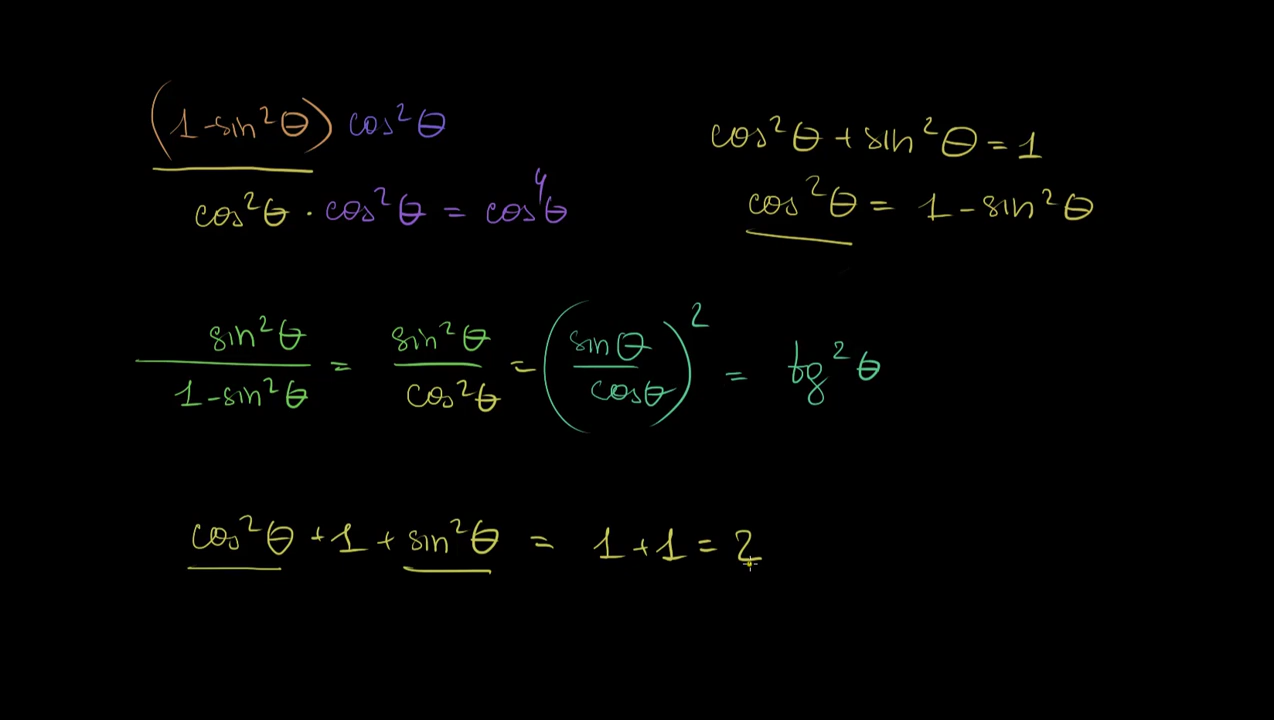 (1-sin²θ) cos²θ
cos²θ · cos²θ = cos⁴θ
cos²θ + sin²θ = 1
cos²θ = 1 - sin²θ
sin²θ/1-sin²θ = sin²θ/cos²θ = (sinθ/cosθ)² = tg²θ
cos²θ + 1 + sin²θ = 1 + 1 = 2